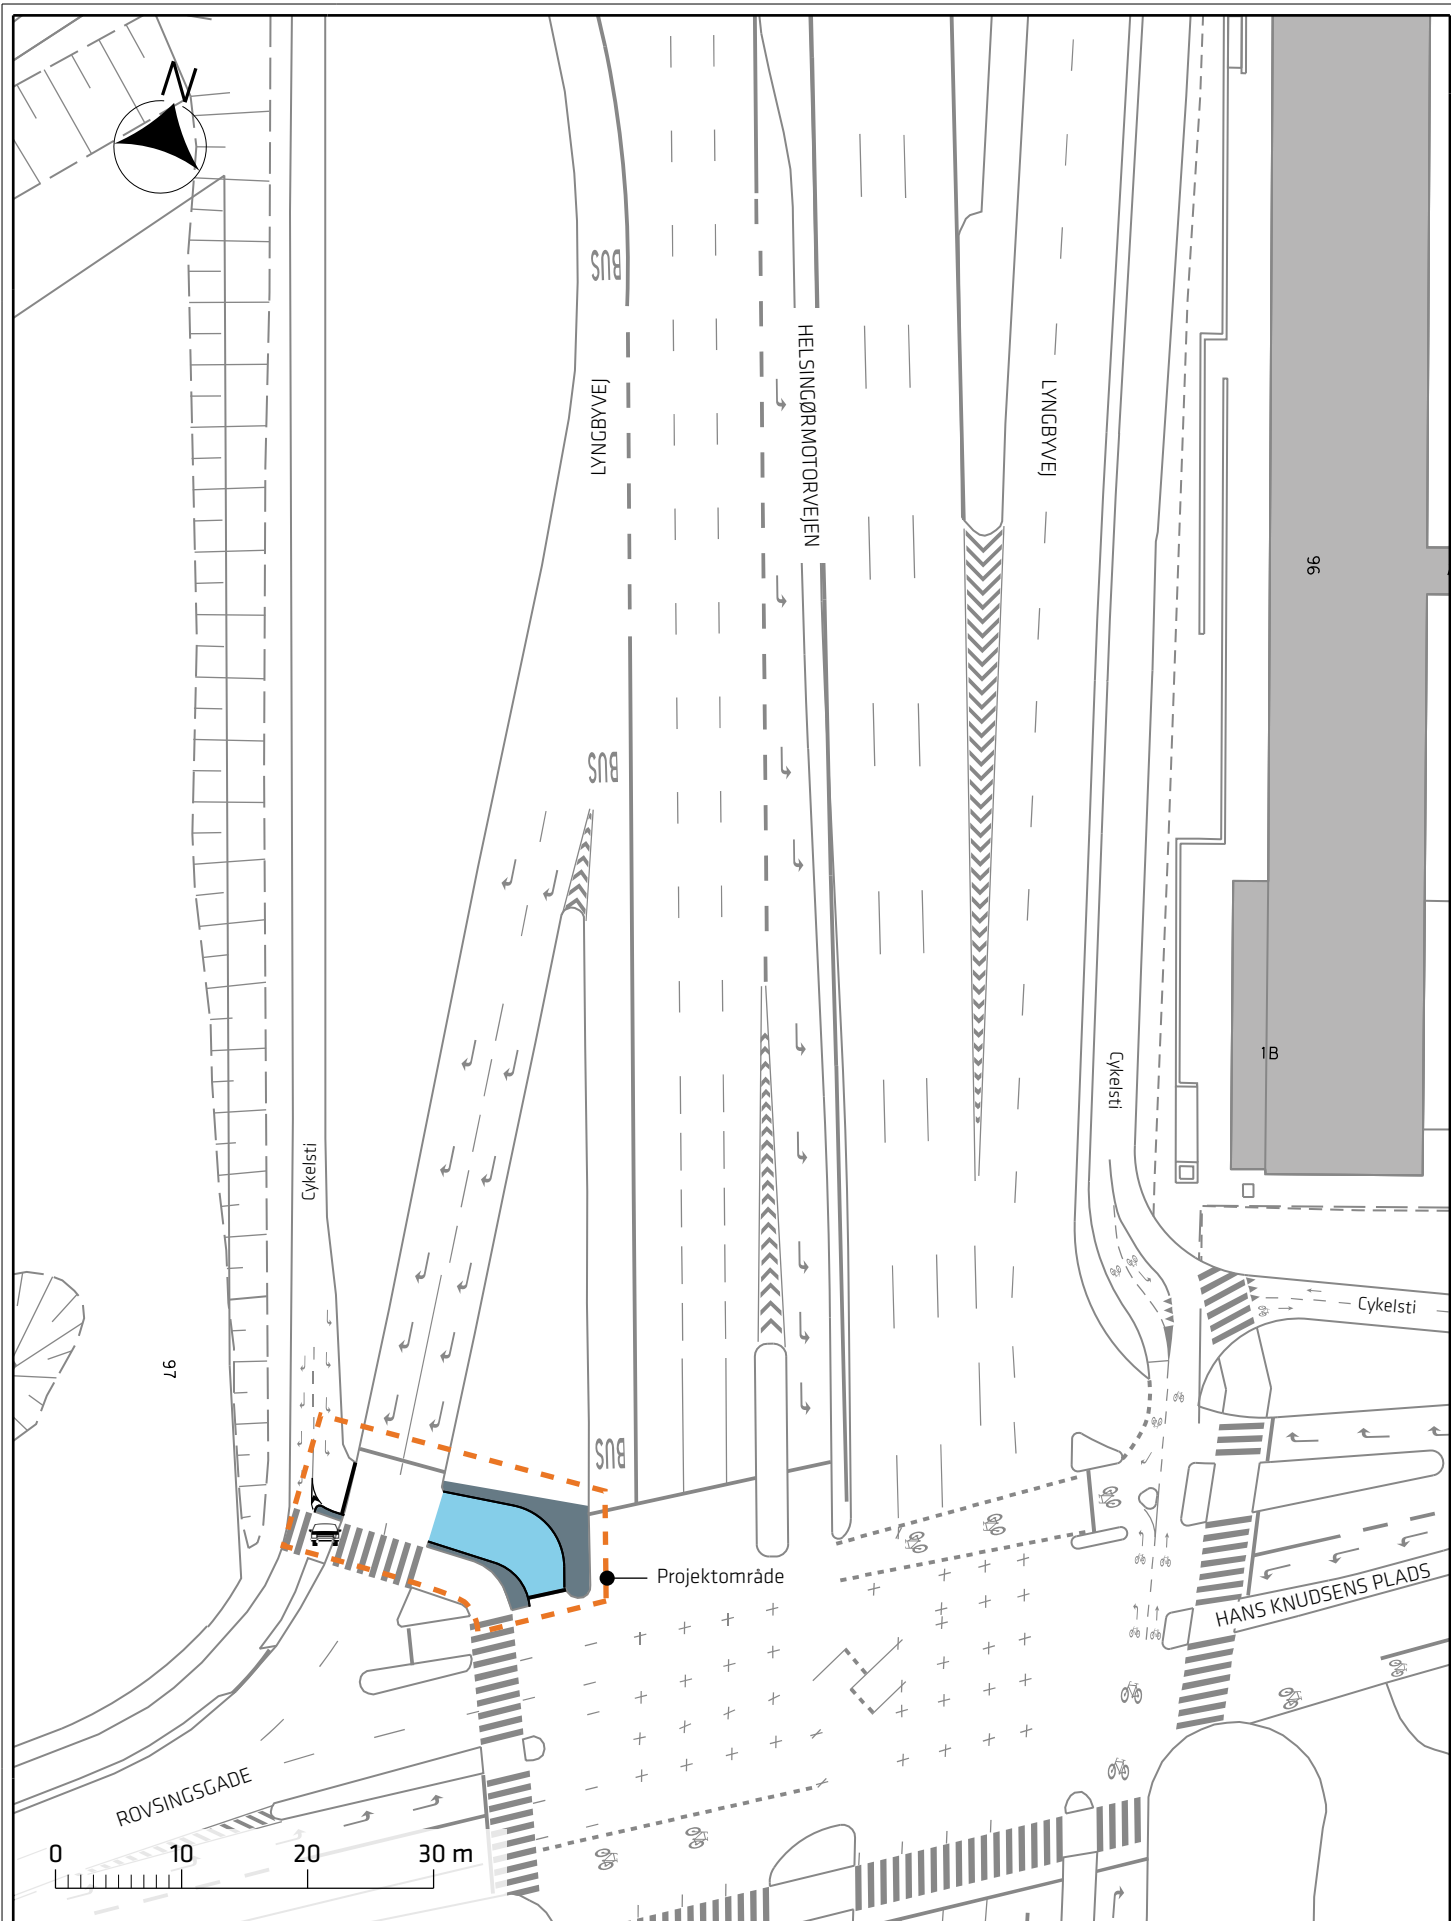 N
BUS
LYNGBYVEJ
HELSINGØRMOTORVEJEN
LYNGBYVEJ
96
BUS
1B
Cykelsti
Cykelsti
Cykelsti
97
BUS
Projektområde
HANS KNUDSENS PLADS
ROVSINGSGADE
0 10 20 30 m